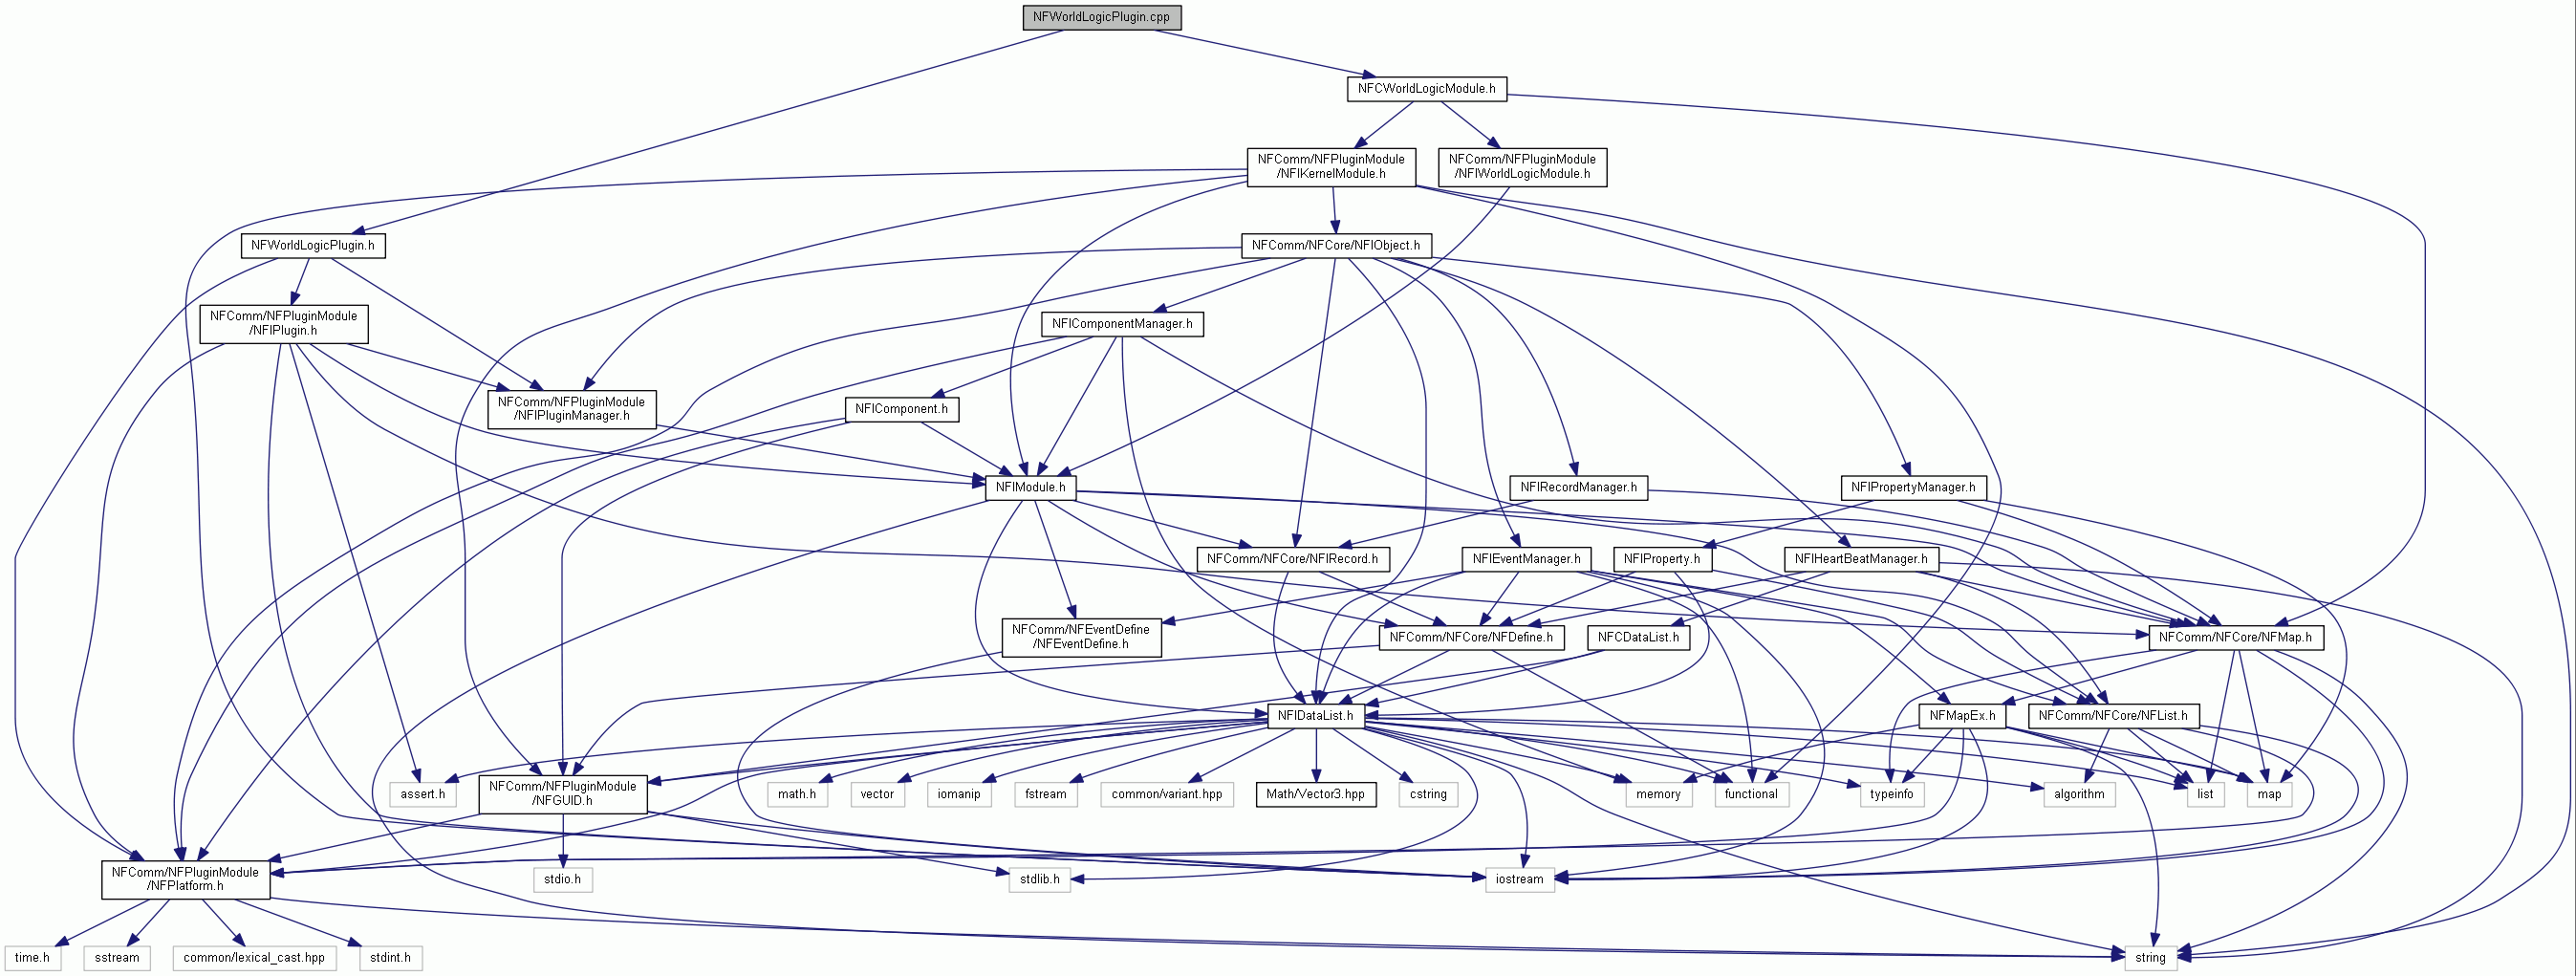 NFWorldLogicPlugin.cpp
NFCWorldLogicModule.h
NFComm/NFPluginModule
/NFIKernelModule.h
NFComm/NFPluginModule
/NFIWorldLogicModule.h
NFWorldLogicPlugin.h
NFComm/NFCore/NFIObject.h
NFComm/NFPluginModule
/NFIPlugin.h
NFIComponentManager.h
NFComm/NFPluginModule
/NFIPluginManager.h
NFIComponent.h
NFIModule.h
NFIRecordManager.h
NFIPropertyManager.h
NFComm/NFCore/NFIRecord.h
NFIEventManager.h
NFIProperty.h
NFIHeartBeatManager.h
NFComm/NFEventDefine
/NFEventDefine.h
NFComm/NFCore/NFDefine.h
NFCDataList.h
NFComm/NFCore/NFMap.h
NFIDataList.h
NFMapEx.h
NFComm/NFCore/NFList.h
assert.h
NFComm/NFPluginModule
/NFGUID.h
math.h
vector
iomanip
fstream
common/variant.hpp
Math/Vector3.hpp
cstring
memory
functional
typeinfo
algorithm
list
map
NFComm/NFPluginModule
/NFPlatform.h
stdio.h
stdlib.h
iostream
time.h
sstream
common/lexical_cast.hpp
stdint.h
string